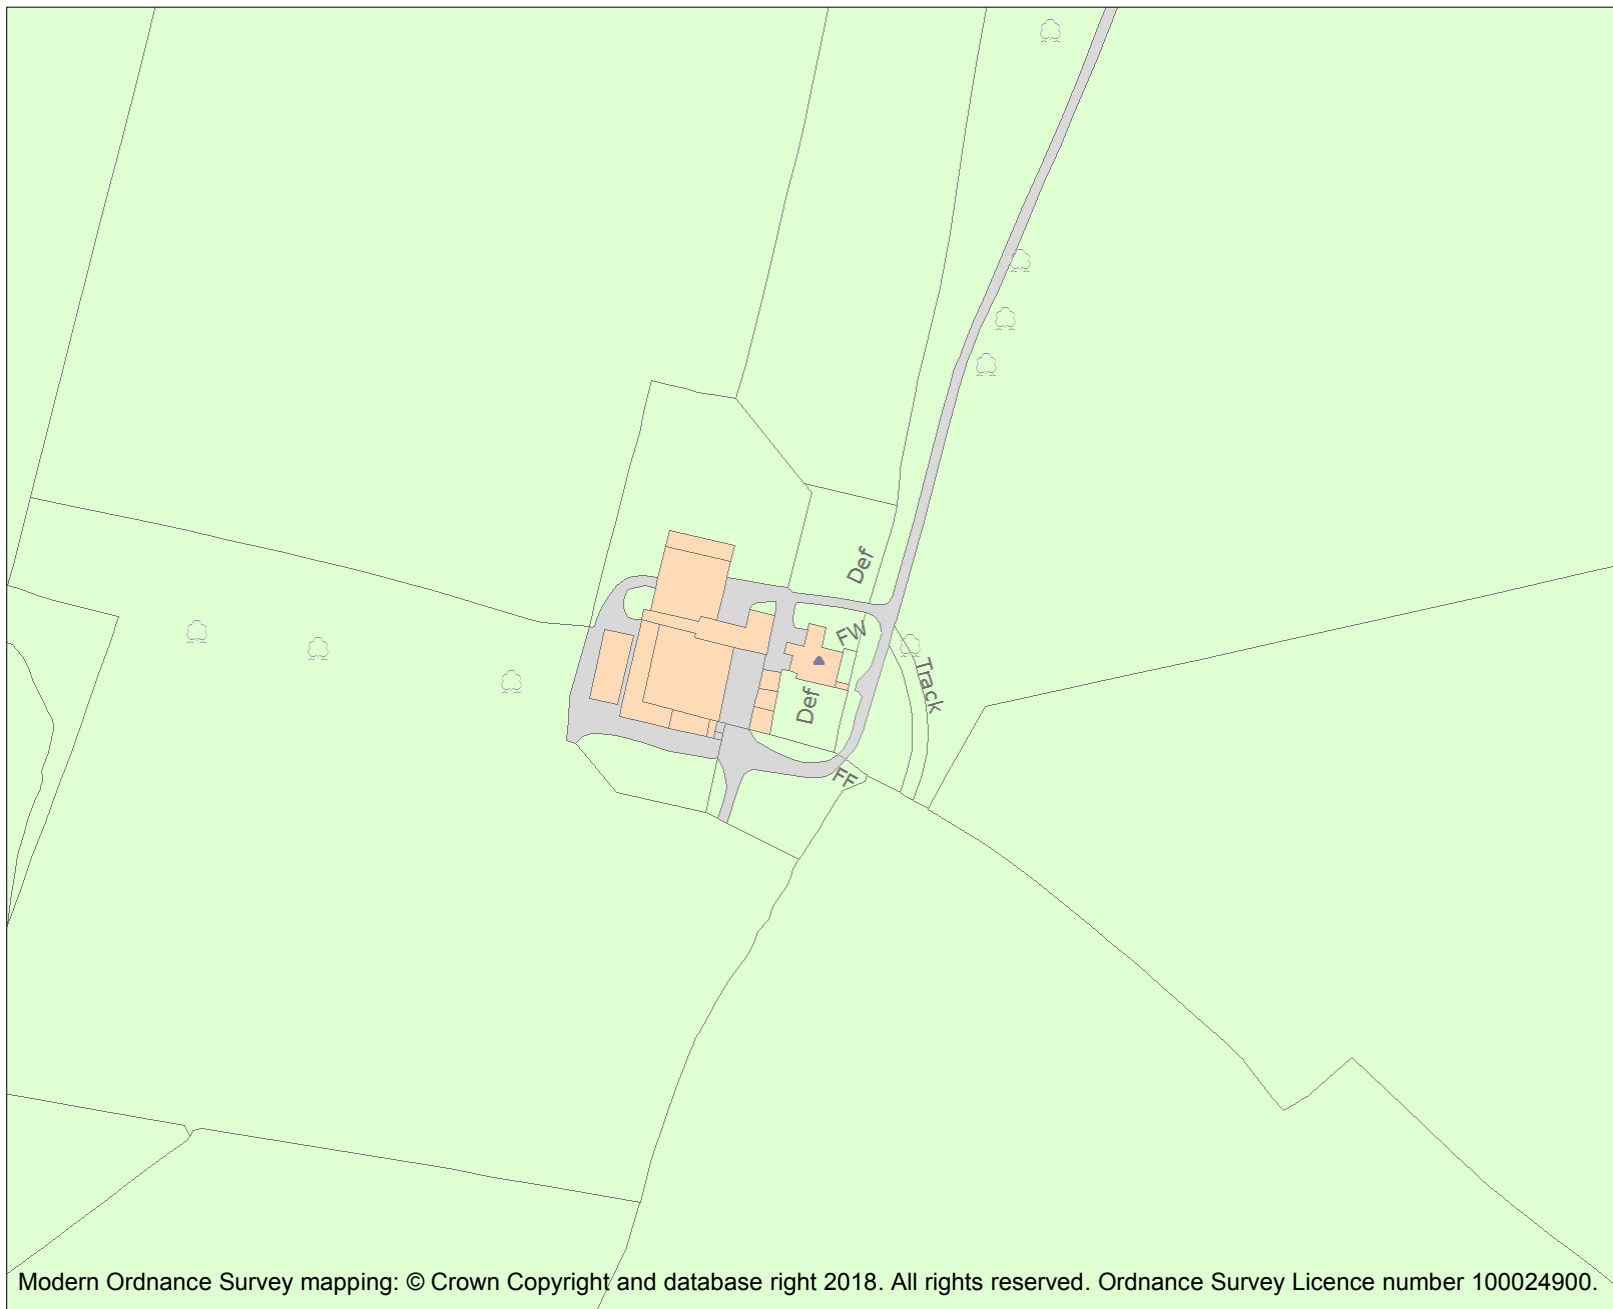 Def
FW
Track
Def
FF
Modern Ordnance Survey mapping: © Crown Copyright and database right 2018. All rights reserved. Ordnance Survey Licence number 100024900.